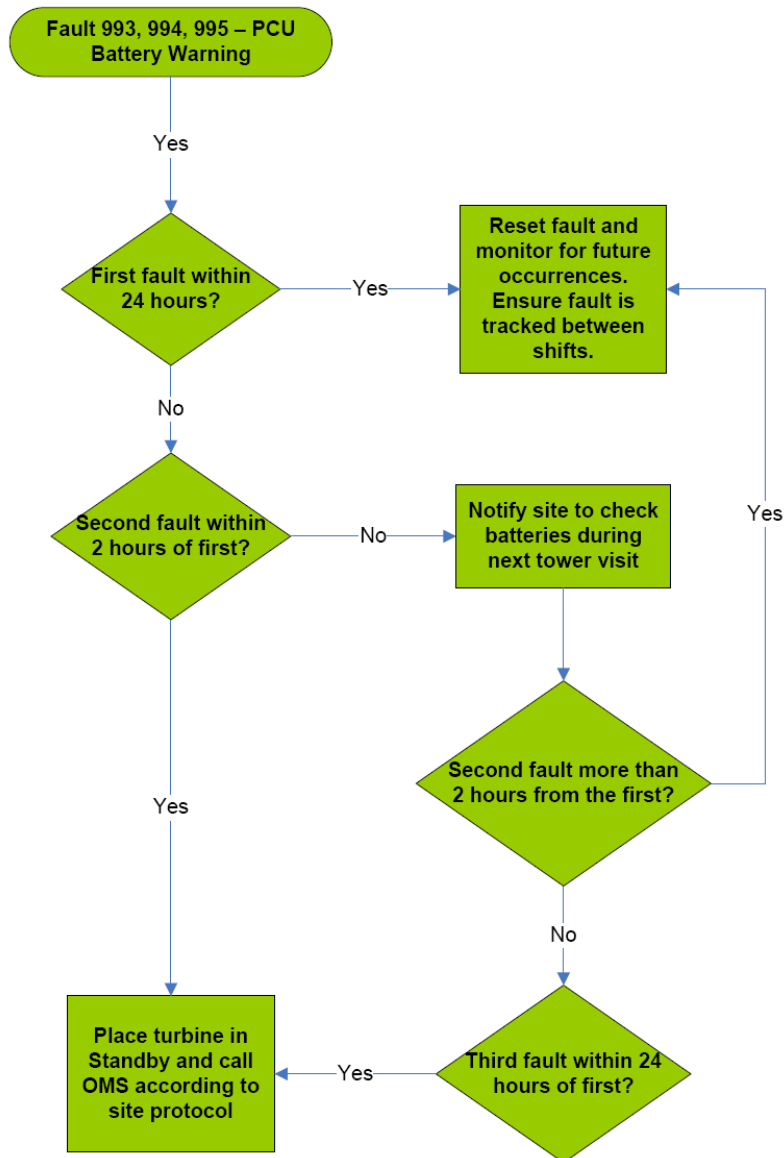 Fault 993, 994, 995 – PCU
Battery Warning
Yes
First fault within
24 hours?
Yes
Reset fault and
monitor for future
occurrences.
Ensure fault is
tracked between
shifts.
No
Second fault within
2 hours of first?
No
Notify site to check
batteries during
next tower visit
Yes
Second fault more than
2 hours from the first?
Yes
No
Place turbine in
Standby and call
OMS according to
site protocol
Yes
Third fault within 24
hours of first?